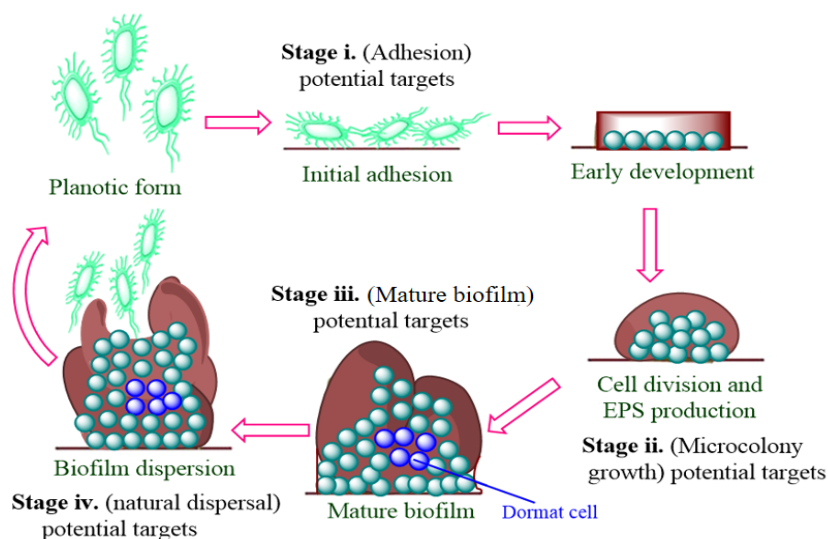 Stage i. (Adhesion)
potential targets
Planotic form
Initial adhesion
Early development
Stage iii. (Mature biofilm)
potential targets
Cell division and
EPS production
Stage ii. (Microcolony
growth) potential targets
Biofilm dispersion
Stage iv. (natural dispersal)
potential targets
Mature biofilm
Dormat cell